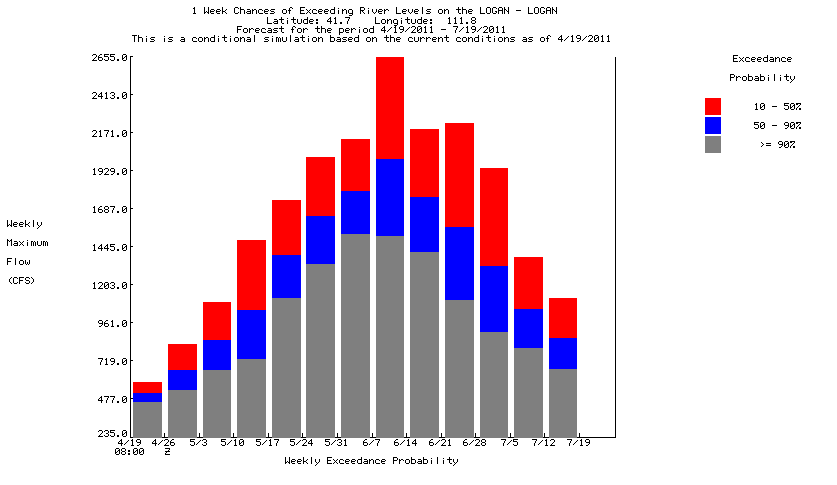 1 Week Chances of Exceeding River Levels on the LOGAN - LOGAN
Latitude: 41.7 Longitude: 111.8
Forecast for the period 4/19/2011 - 7/19/2011
This is a conditional simulation based on the current conditions as of 4/19/2011
Exceedance
Probability
10 - 50%
50 - 90%
>= 90%
Weekly
Maximum
Flow
(CFS)
2655.0
2413.0
2171.0
1929.0
1687.0
1445.0
1203.0
961.0
719.0
477.0
235.0
4/19 4/26 5/3 5/10 5/17 5/24 5/31 6/7 6/14 6/21 6/28 7/5 7/12 7/19
08:00 Z
Weekly Exceedance Probability